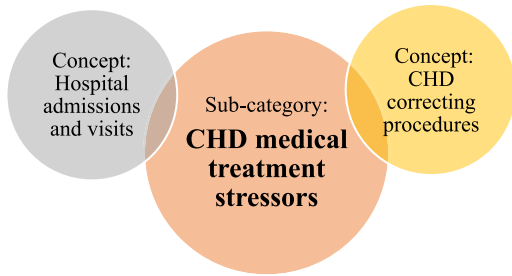 Concept:
Hospital
admissions
and visits
Sub-category:
CHD medical
treatment
stressors
Concept:
CHD
correcting
procedures